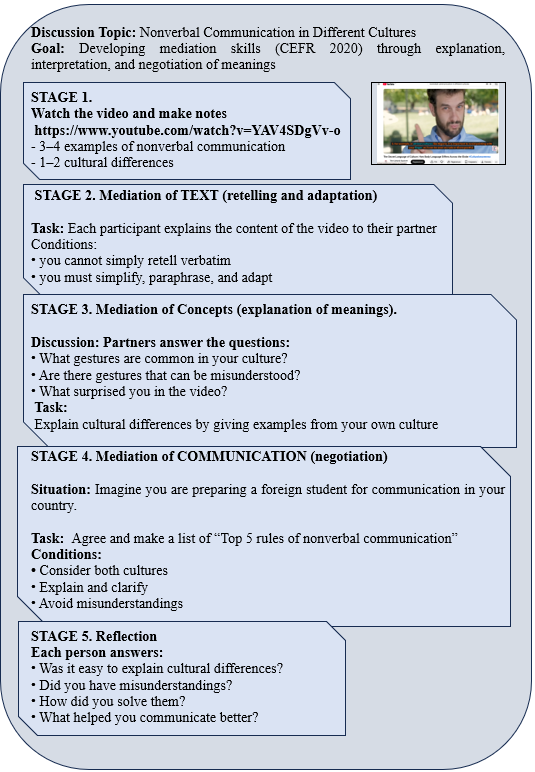 Discussion Topic: Nonverbal Communication in Different Cultures
Goal: Developing mediation skills (CEFR 2020) through explanation,
interpretation, and negotiation of meanings
STAGE 1.
Watch the video and make notes
https://www.youtube.com/watch?v=YAV4SDgVv-o
- 3–4 examples of nonverbal communication
- 1–2 cultural differences
STAGE 2. Mediation of TEXT (retelling and adaptation)
Task: Each participant explains the content of the video to their partner
Conditions:
• you cannot simply retell verbatim
• you must simplify, paraphrase, and adapt
STAGE 3. Mediation of Concepts (explanation of meanings).
Discussion: Partners answer the questions:
• What gestures are common in your culture?
• Are there gestures that can be misunderstood?
• What surprised you in the video?
Task:
Explain cultural differences by giving examples from your own culture
STAGE 4. Mediation of COMMUNICATION (negotiation)
Situation: Imagine you are preparing a foreign student for communication in your
country.
Task: Agree and make a list of “Top 5 rules of nonverbal communication”
Conditions:
• Consider both cultures
• Explain and clarify
• Avoid misunderstandings
STAGE 5. Reflection
Each person answers:
• Was it easy to explain cultural differences?
• Did you have misunderstandings?
• How did you solve them?
• What helped you communicate better?